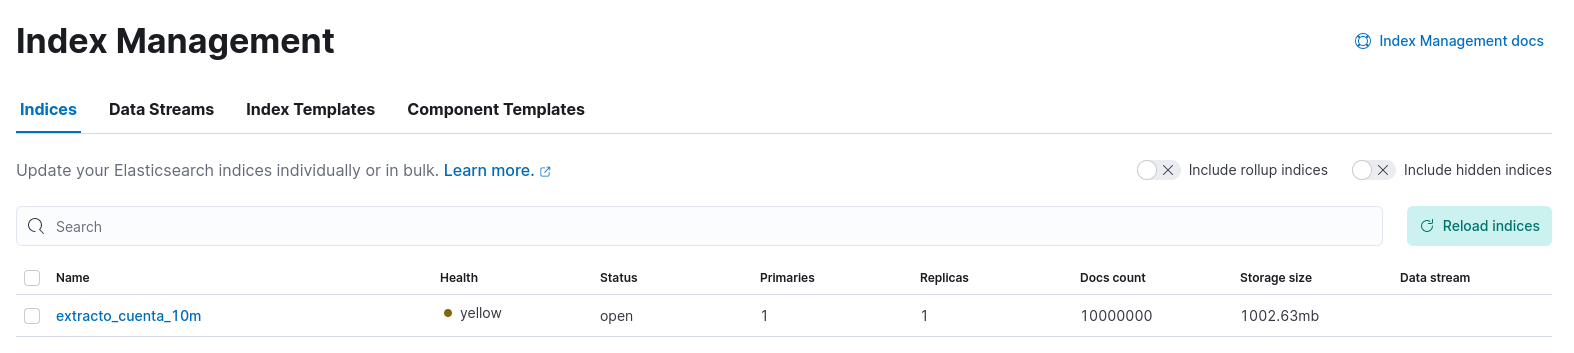 Index Management
Index Management docs
Indices Data Streams Index Templates Component Templates
Update your Elasticsearch indices individually or in bulk. Learn more.
Include rollup indices Include hidden indices
Search
Reload indices
Name Health Status Primaries Replicas Docs count Storage size Data stream
extracto_cuenta_10m yellow open 1 1 10000000 1002.63mb